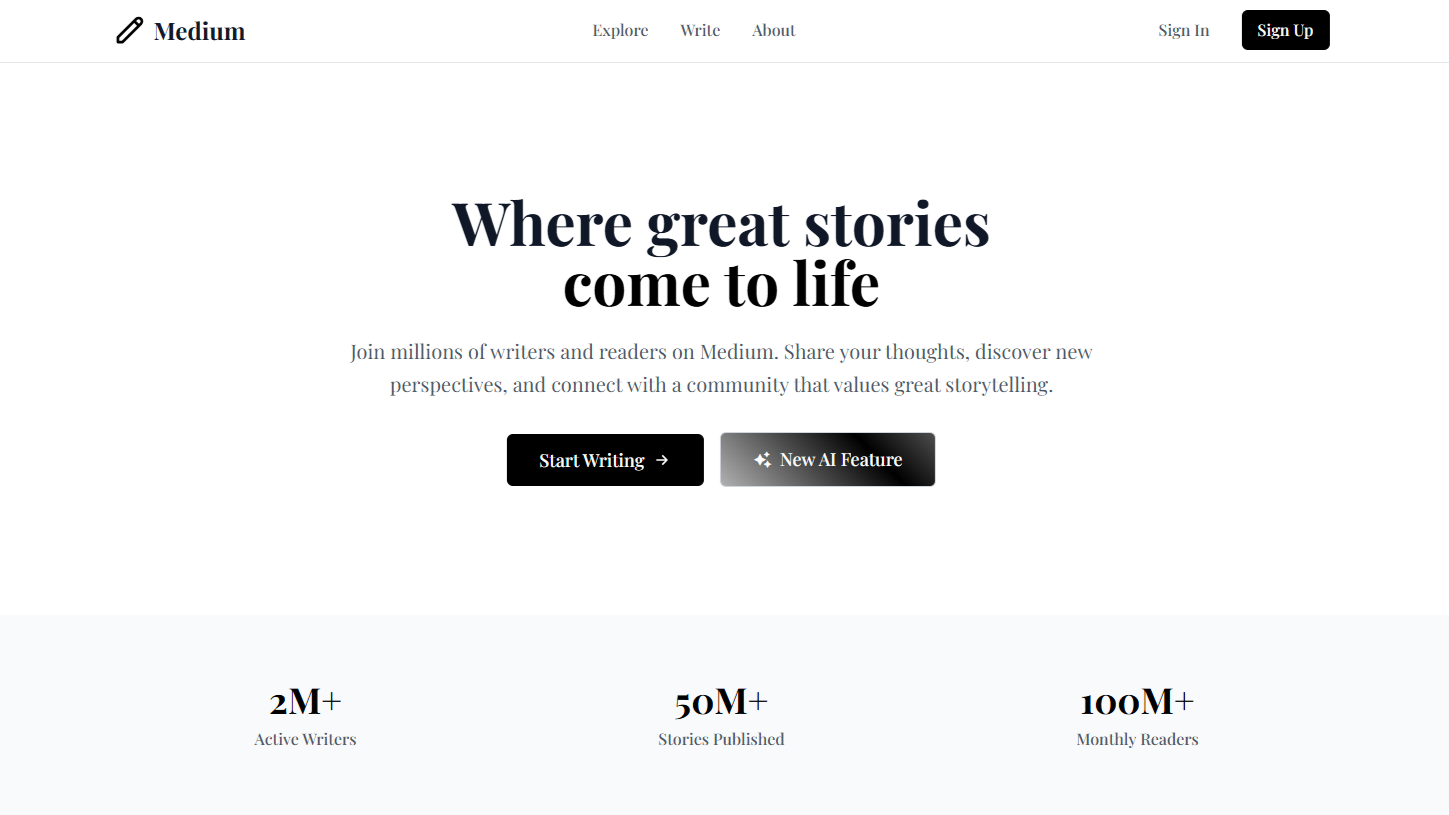 Medium
Explore
Write
About
Sign In
Sign Up
Where great stories
come to life
Join millions of writers and readers on Medium. Share your thoughts, discover new
perspectives, and connect with a community that values great storytelling.
Start Writing →
New AI Feature
2M+
Active Writers
50M+
Stories Published
100M+
Monthly Readers